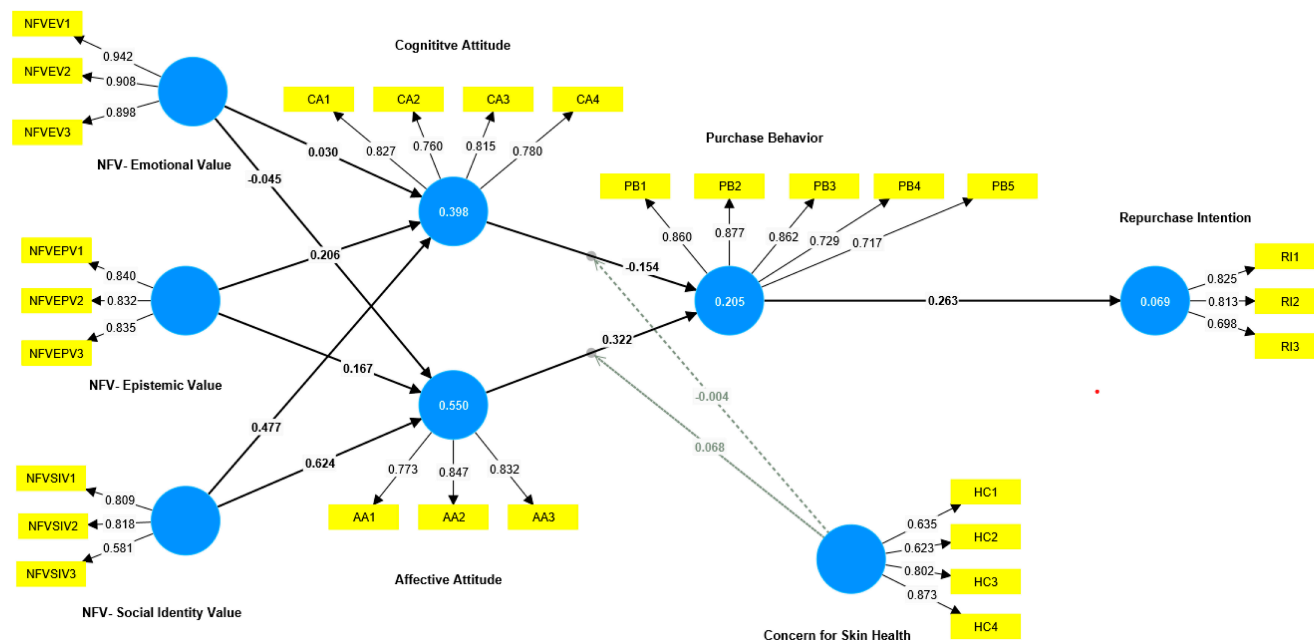 NFVEV1
NFVEV2
NFVEV3
0.942
0.908
0.898
NFV- Emotional Value
Cognititve Attitude
CA1
CA2
CA3
CA4
0.827
0.760
0.815
0.780
0.030
-0.045
0.398
Purchase Behavior
PB1
PB2
PB3
PB4
PB5
0.860
0.877
0.862
0.729
0.717
Repurchase Intention
NFVEPV1
NFVEPV2
NFVEPV3
0.840
0.832
0.835
NFV- Epistemic Value
0.206
0.167
-0.154
0.322
0.205
0.263
0.069
RI1
RI2
RI3
0.825
0.813
0.698
0.477
0.624
0.550
0.773
0.847
0.832
AA1
AA2
AA3
Affective Attitude
-0.004
0.068
NFVSIV1
NFVSIV2
NFVSIV3
0.809
0.818
0.581
NFV- Social Identity Value
HC1
HC2
HC3
HC4
0.635
0.623
0.802
0.873
Concern for Skin Health